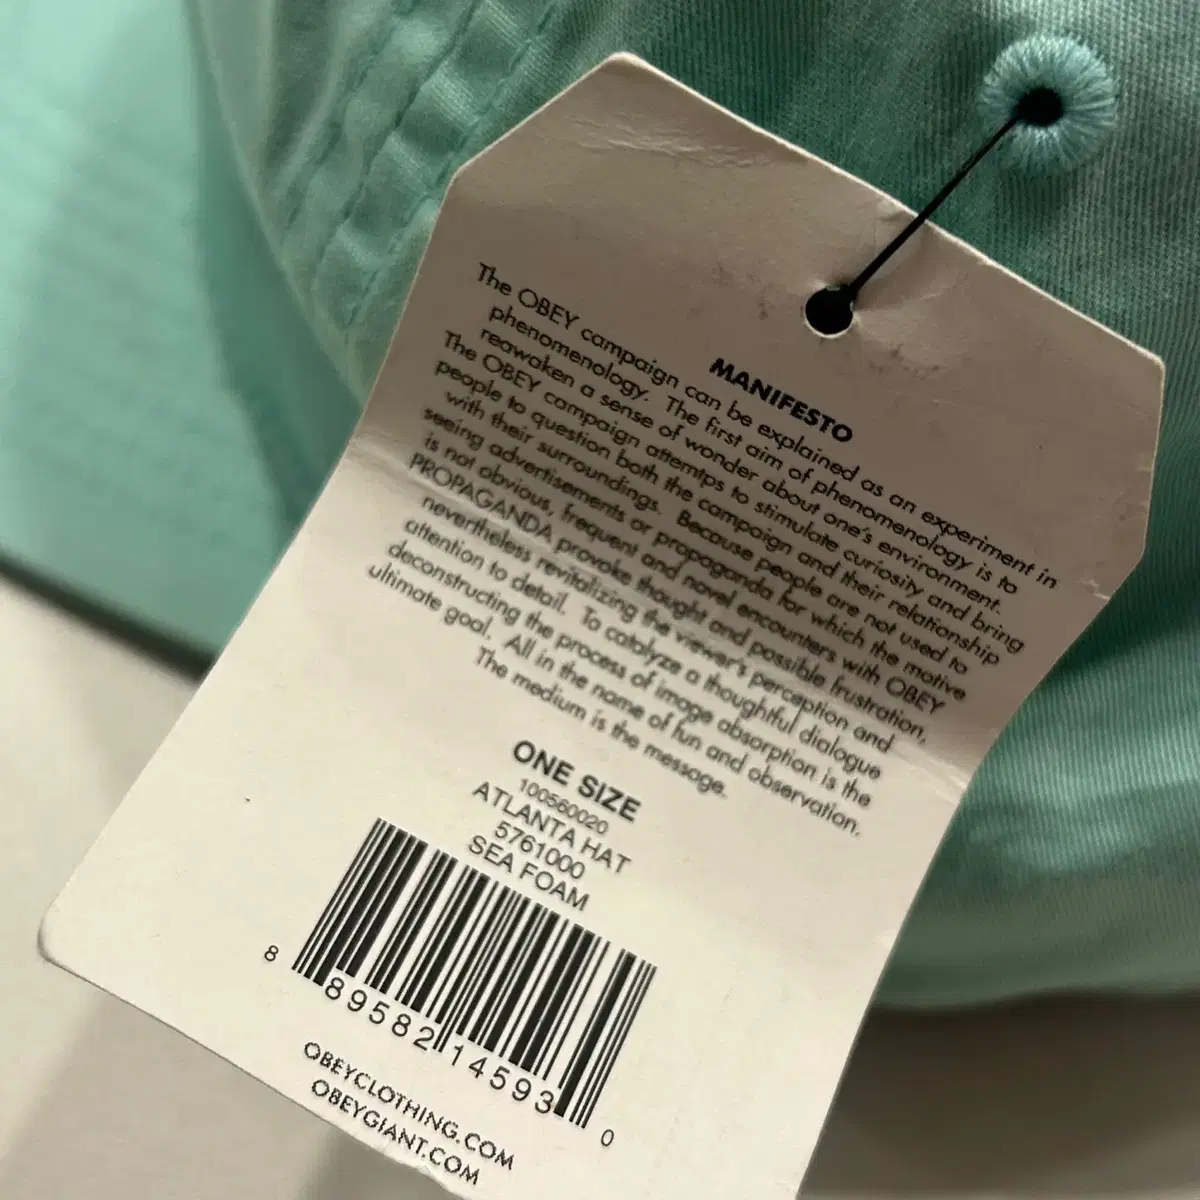 MANIFESTO
The OBEY campaign can be explained as an experiment in
phenomenology. The first aim of phenomenology is to
reawaken a sense of wonder about one's environment.
The OBEY campaign attemtps to stimulate curiosity and bring
people to question both the campaign and their relationship
with their surroundings. Because people are not used to
seeing advertisements or propaganda for which the motive
is not obvious, frequent and novel encounters with OBEY
PROPAGANDA provoke thought and possible frustration,
nevertheless revitalizing the viewer's perception and
attention to detail. To catalyze a thoughtful dialogue
deconstructing the process of image absorption is the
ultimate goal. All in the name of fun and observation.
The medium is the message.
ONE SIZE
100560020
ATLANTA HAT
5761000
SEA FOAM
8 89582 14593 0
OBEYCLOTHING.COM
OBEYGIANT.COM